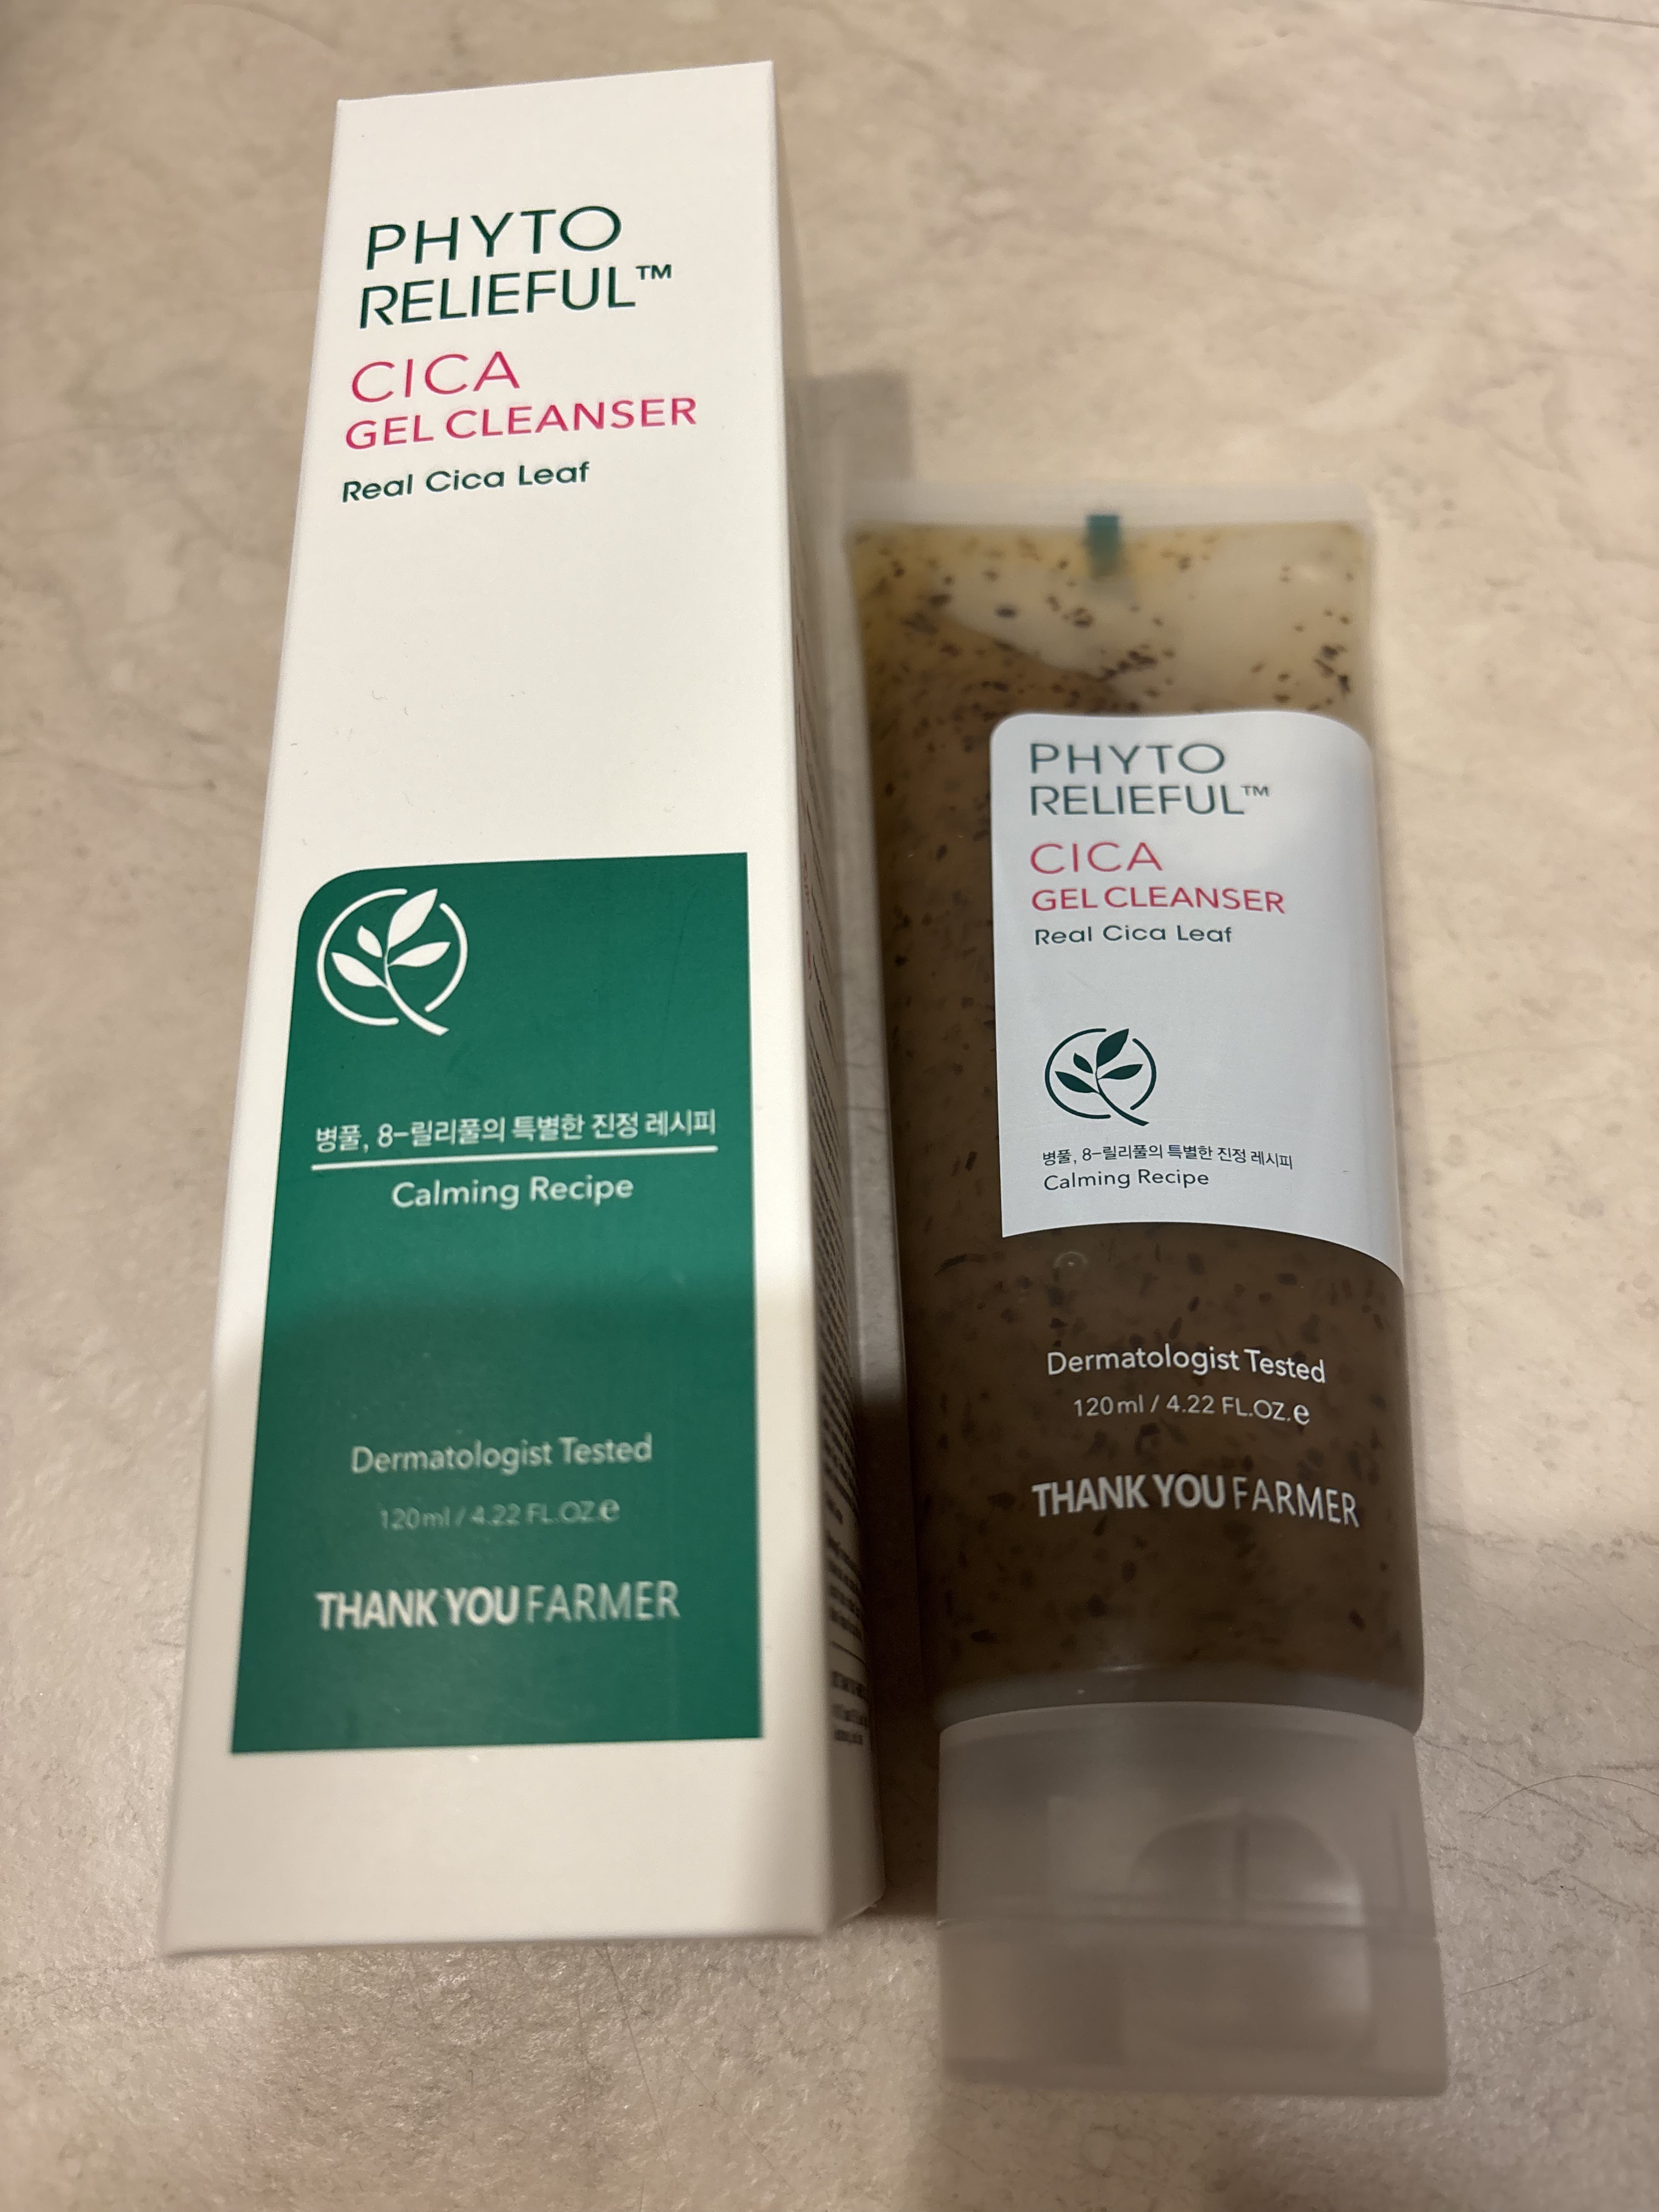 PHYTO
RELIEFUL™
CICA
GEL CLEANSER
Real Cica Leaf
병풀, 8-릴리풀의 특별한 진정 레시피
Calming Recipe
Dermatologist Tested
120ml / 4.22 FL.OZ.e
THANK YOU FARMER
PHYTO
RELIEFUL™
CICA
GEL CLEANSER
Real Cica Leaf
병풀, 8-릴리풀의 특별한 진정 레시피
Calming Recipe
Dermatologist Tested
120ml / 4.22 FL.OZ.e
THANK YOU FARMER